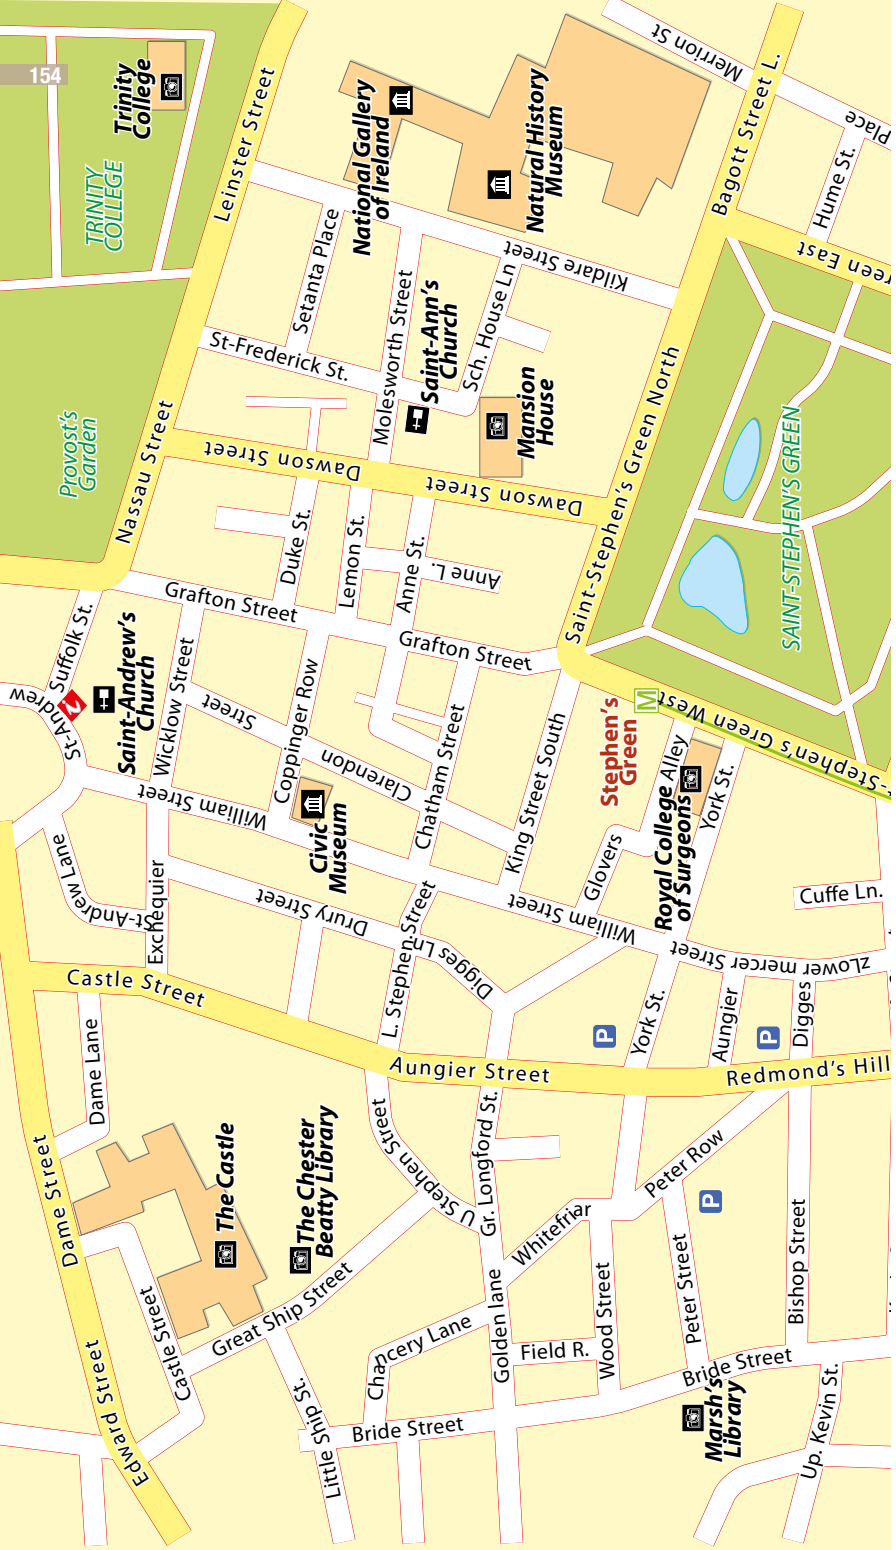 154
Trinity
College
TRINITY
COLLEGE
Provost's
Garden
Leinster Street
Nassau Street
National Gallery
of Ireland
Natural History
Museum
Merrion St
Place
Bagott Street L.
Hume St.
reen East
Setanta Place
Kildare Street
Molesworth Street
St-Frederick St.
Saint-Ann's
Church
Sch. House Ln
Mansion
House
Dawson Street
Dawson Street
Dawson Street
Saint-Stephen's Green North
SAINT-STEPHEN'S GREEN
Duke St.
Lemon St.
Anne St.
Anne L.
Grafton Street
Grafton Street
Suffolk St.
St-Andrew
Saint-Andrew's
Church
Wicklow Street
Coppinger Row
Clarendon
Street
Chatham Street
King Street South
Stephen's
Green
M
t.-Stephen's Green West
Royal College
of Surgeons
Glovers
Alley
York St.
William Street
Civic
Museum
William
Street
William Street
zLower mercer Street
Cuffe Ln.
St-Andrew Lane
Exchequier
Drury Street
L. Stephen Street
Digges Ln
Castle Street
Aungier Street
Redmond's Hill
P
York St.
Aungier
P
Digges
Dame Lane
Dame Street
The Castle
The Chester
Beatty Library
U Stephen Street
Gr. Longford St.
Whitefriar
Peter Row
P
Peter Street
Bishop Street
Wood Street
Golden lane
Field R.
Chancery Lane
Great Ship Street
Castle Street
Edward Street
Little Ship St.
Bride Street
Bride Street
Marsh's
Library
Up. Kevin St.